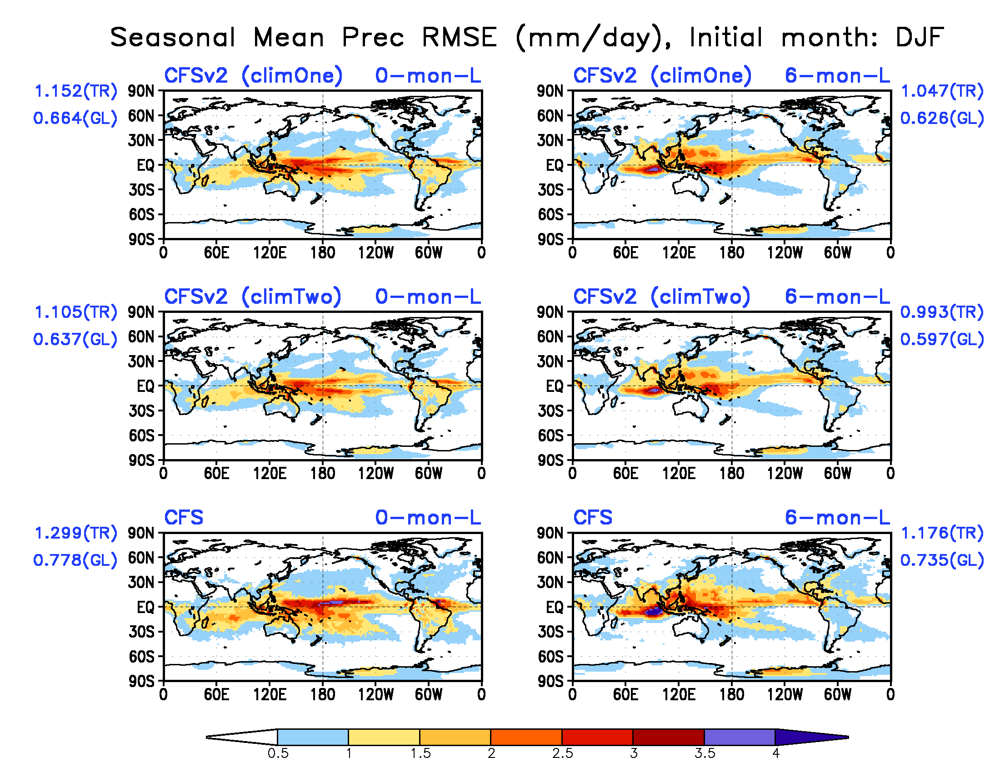 Seasonal Mean Prec RMSE (mm/day), Initial month: DJF
CFSv2 (climOne) 0-mon-L
1.152(TR)
0.664(GL)
90N
60N
30N
EQ
30S
60S
90S
0 60E 120E 180 120W 60W 0
CFSv2 (climOne) 6-mon-L
1.047(TR)
0.626(GL)
90N
60N
30N
EQ
30S
60S
90S
0 60E 120E 180 120W 60W 0
CFSv2 (climTwo) 0-mon-L
1.105(TR)
0.637(GL)
90N
60N
30N
EQ
30S
60S
90S
0 60E 120E 180 120W 60W 0
CFSv2 (climTwo) 6-mon-L
0.993(TR)
0.597(GL)
90N
60N
30N
EQ
30S
60S
90S
0 60E 120E 180 120W 60W 0
CFS 0-mon-L
1.299(TR)
0.778(GL)
90N
60N
30N
EQ
30S
60S
90S
0 60E 120E 180 120W 60W 0
CFS 6-mon-L
1.176(TR)
0.735(GL)
90N
60N
30N
EQ
30S
60S
90S
0 60E 120E 180 120W 60W 0
0.5 1 1.5 2 2.5 3 3.5 4